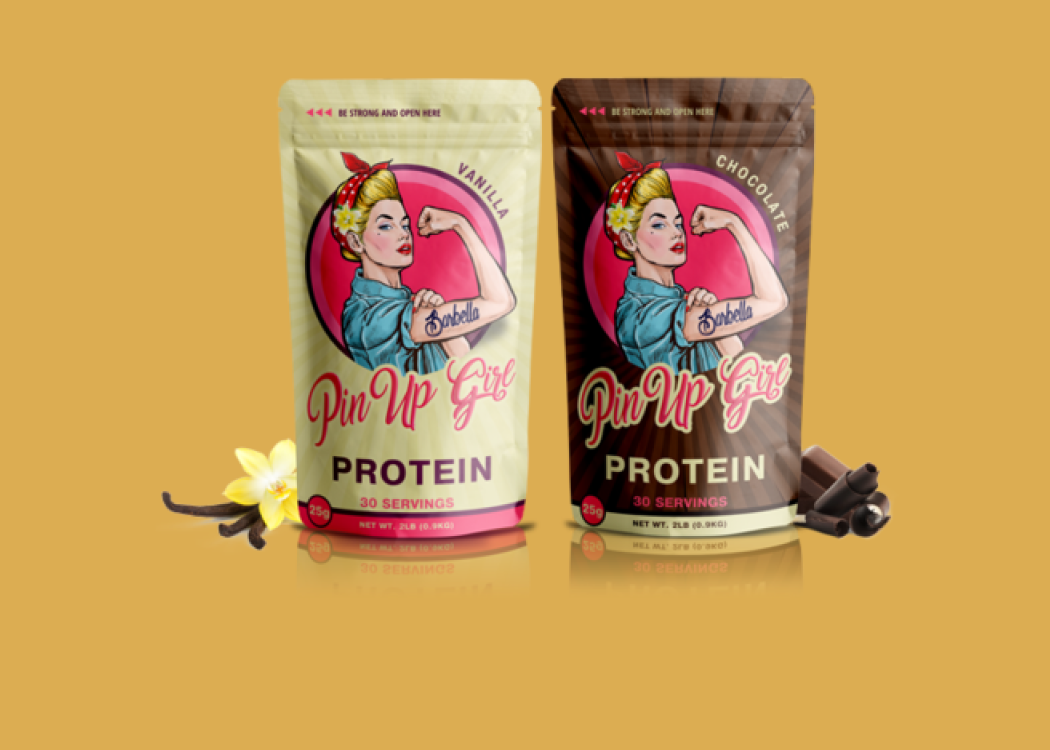 BE STRONG AND OPEN HERE
VANILLA
Barbella
Pin Up Girl
PROTEIN
30 SERVINGS
25g
NET WT. 2LB (0.9KG)
BE STRONG AND OPEN HERE
CHOCOLATE
Barbella
Pin Up Girl
PROTEIN
30 SERVINGS
25g
NET WT. 2LB (0.9KG)